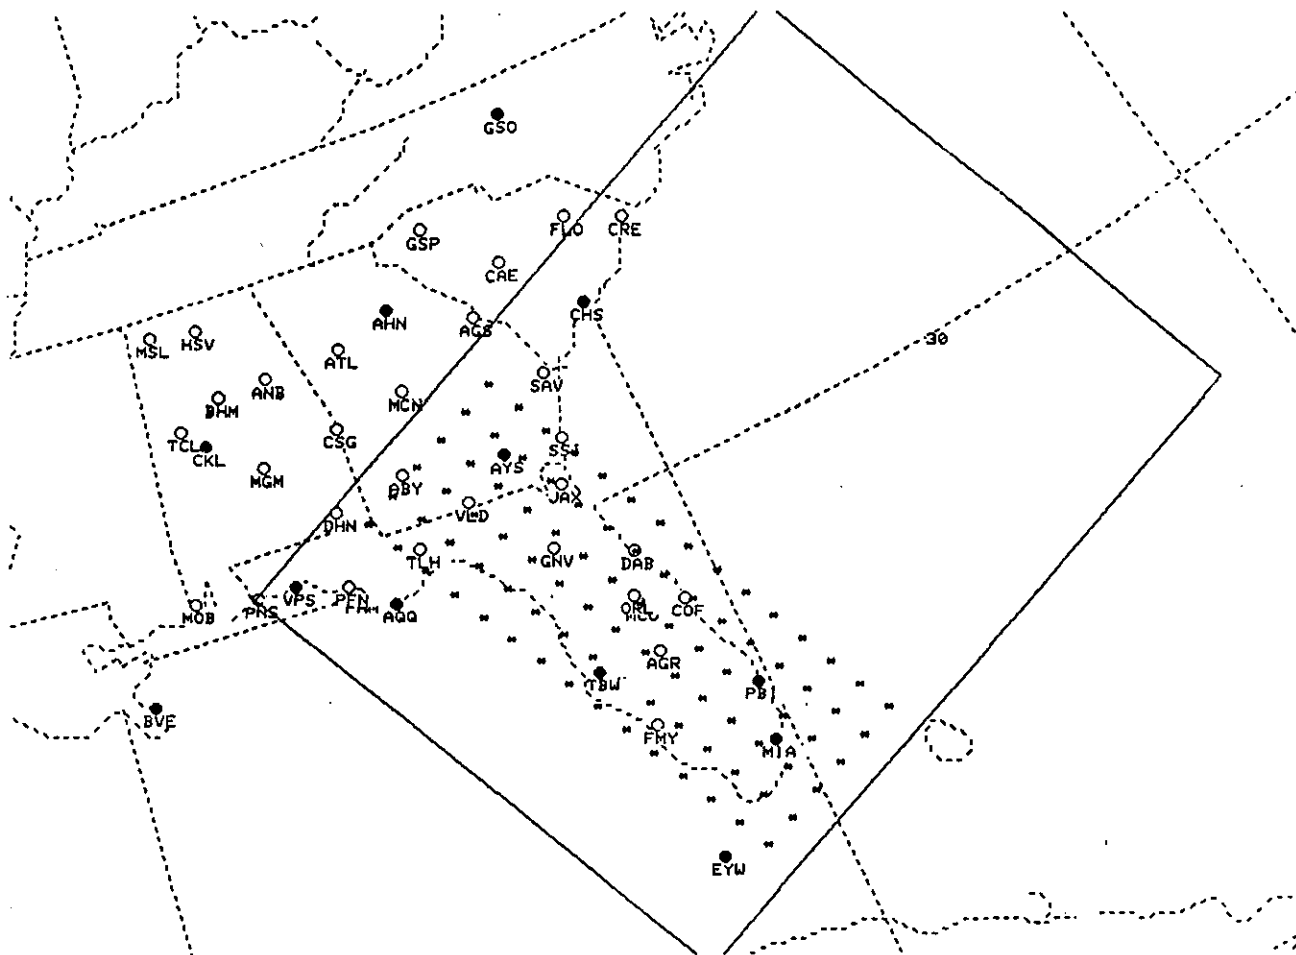 GSO
GSP
FLO
CRE
CAE
AHN
AGS
CHS
30
MSL
HSV
ATL
SAV
ANB
BHM
MCN
TCL
CKL
CSG
SSI
AYS
MGM
ABY
JAX
DHN
VLD
TLH
GNV
DAB
MOB
PNS
VPS
PFN
AQQ
ORL
MCO
COF
AGR
TBW
PBI
BVE
FMY
MIA
EYW